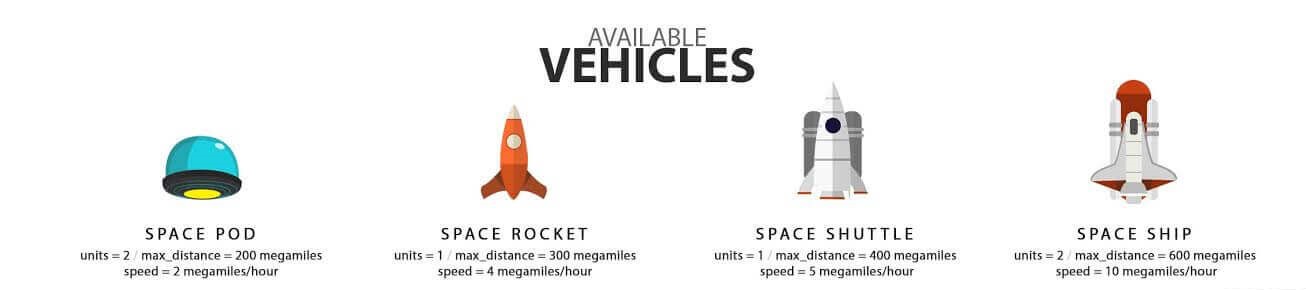 AVAILABLE
VEHICLES
SPACE POD
units = 2 / max_distance = 200 megamiles
speed = 2 megamiles/hour
SPACE ROCKET
units = 1 / max_distance = 300 megamiles
speed = 4 megamiles/hour
SPACE SHUTTLE
units = 1 / max_distance = 400 megamiles
speed = 5 megamiles/hour
SPACE SHIP
units = 2 / max_distance = 600 megamiles
speed = 10 megamiles/hour